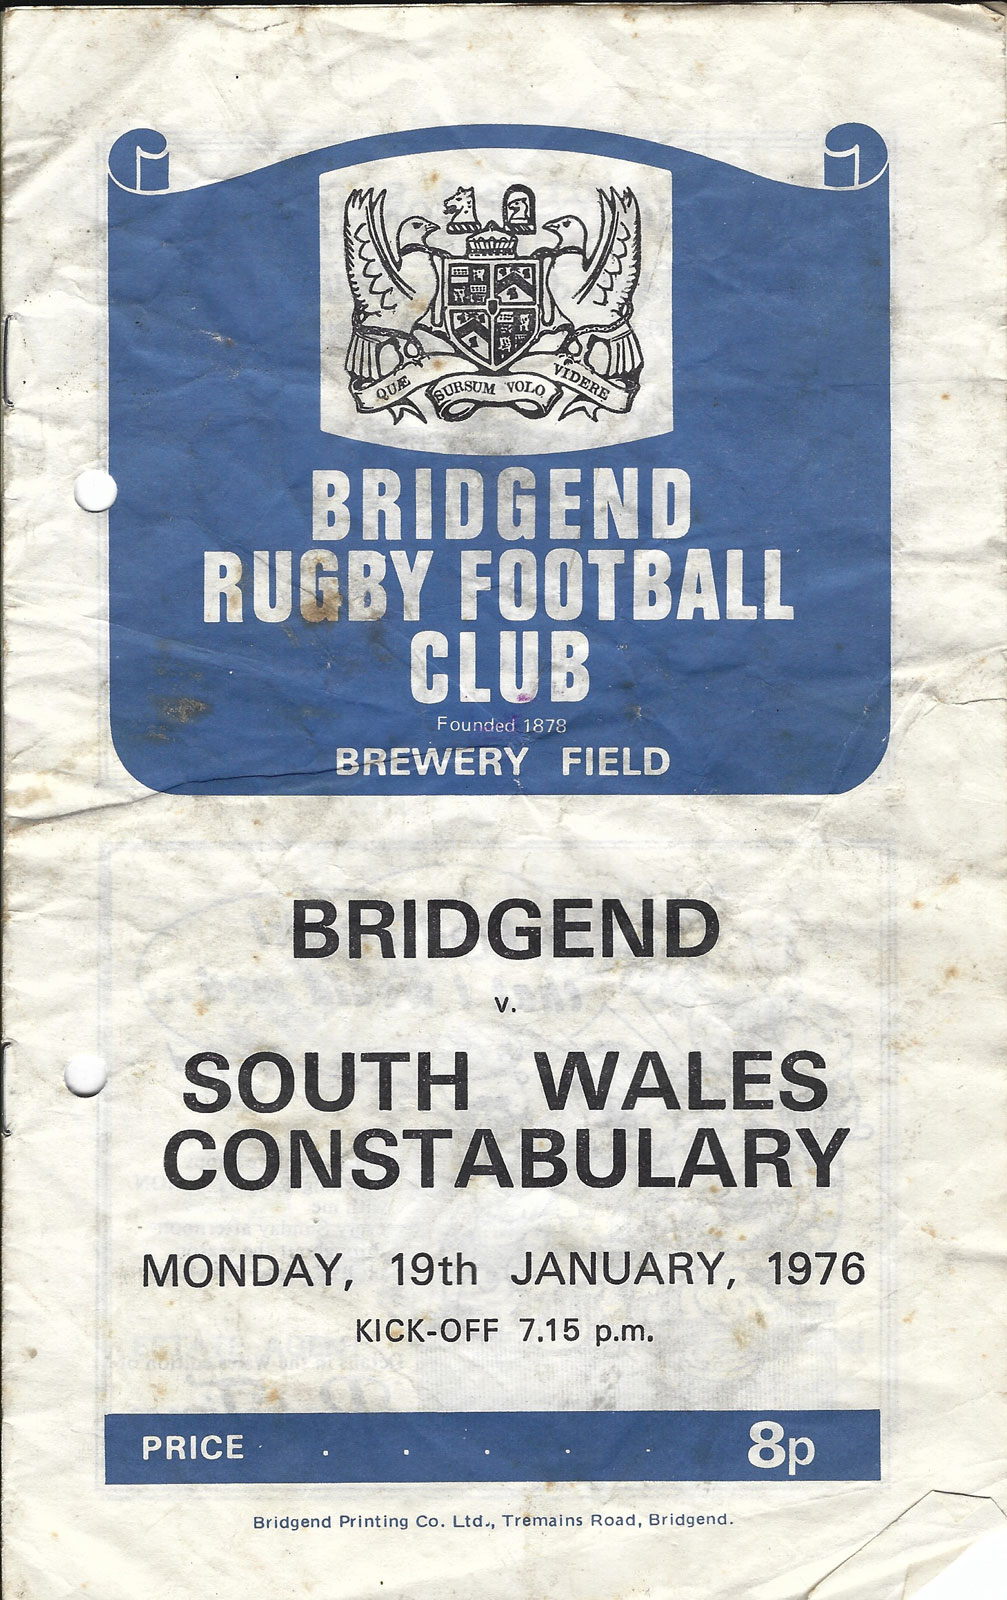 QUÆ SURSUM VOLO VIDERE
BRIDGEND
RUGBY FOOTBALL
CLUB
Founded 1878
BREWERY FIELD
BRIDGEND
v.
SOUTH WALES
CONSTABULARY
MONDAY, 19th JANUARY, 1976
KICK-OFF 7.15 p.m.
PRICE . . . . . 8p
Bridgend Printing Co. Ltd., Tremains Road, Bridgend.